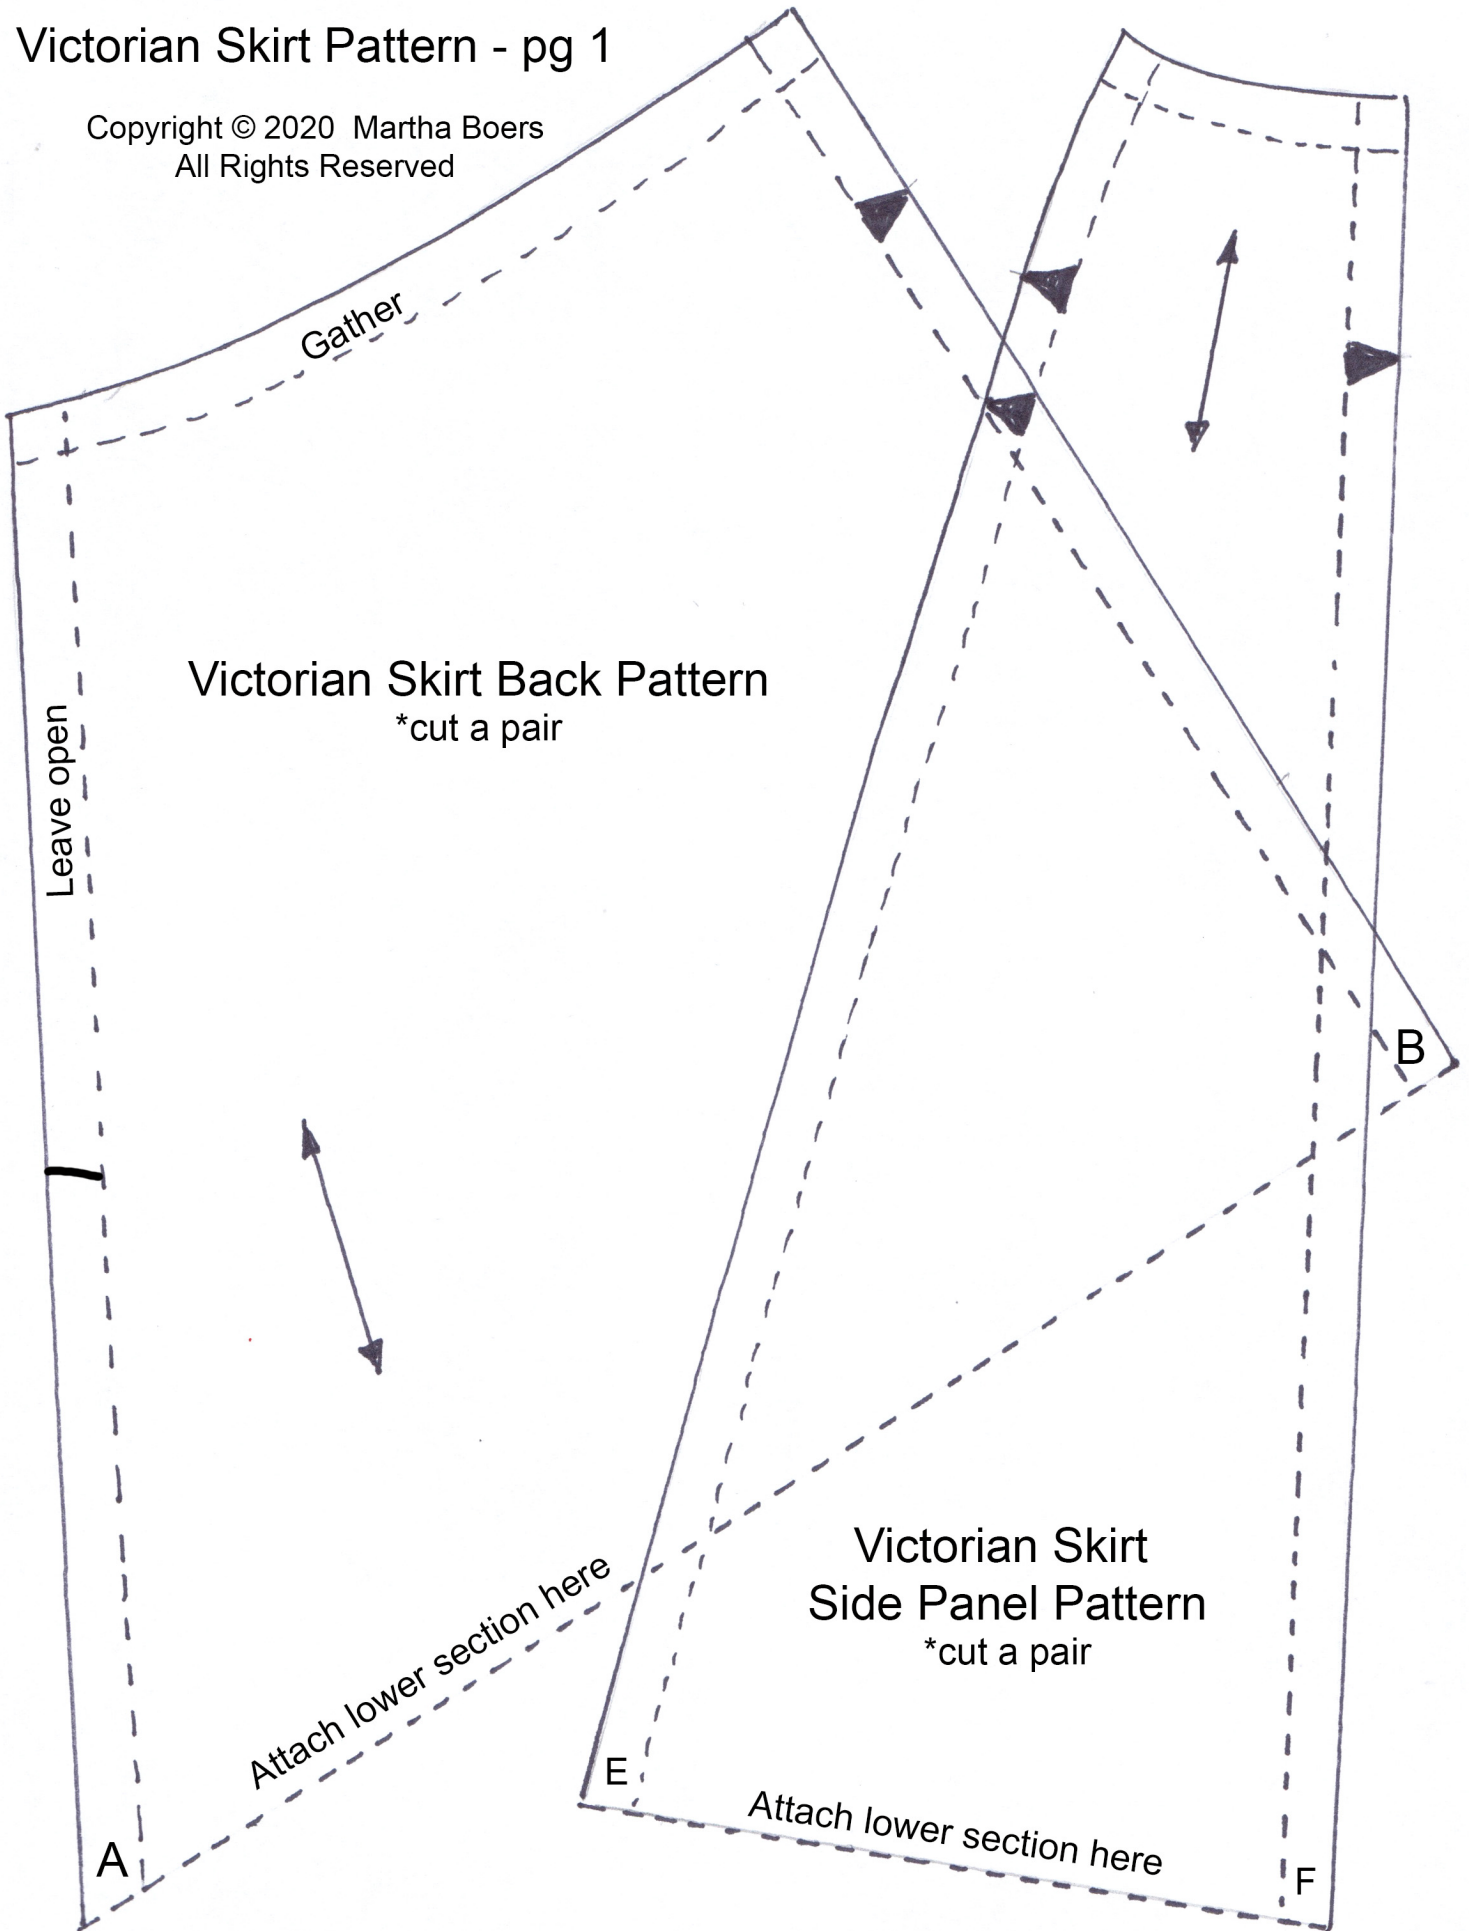 Victorian Skirt Pattern - pg 1
Copyright © 2020 Martha Boers
All Rights Reserved
Gather
Leave open
Victorian Skirt Back Pattern
*cut a pair
B
Attach lower section here
A
Victorian Skirt
Side Panel Pattern
*cut a pair
E
Attach lower section here
F